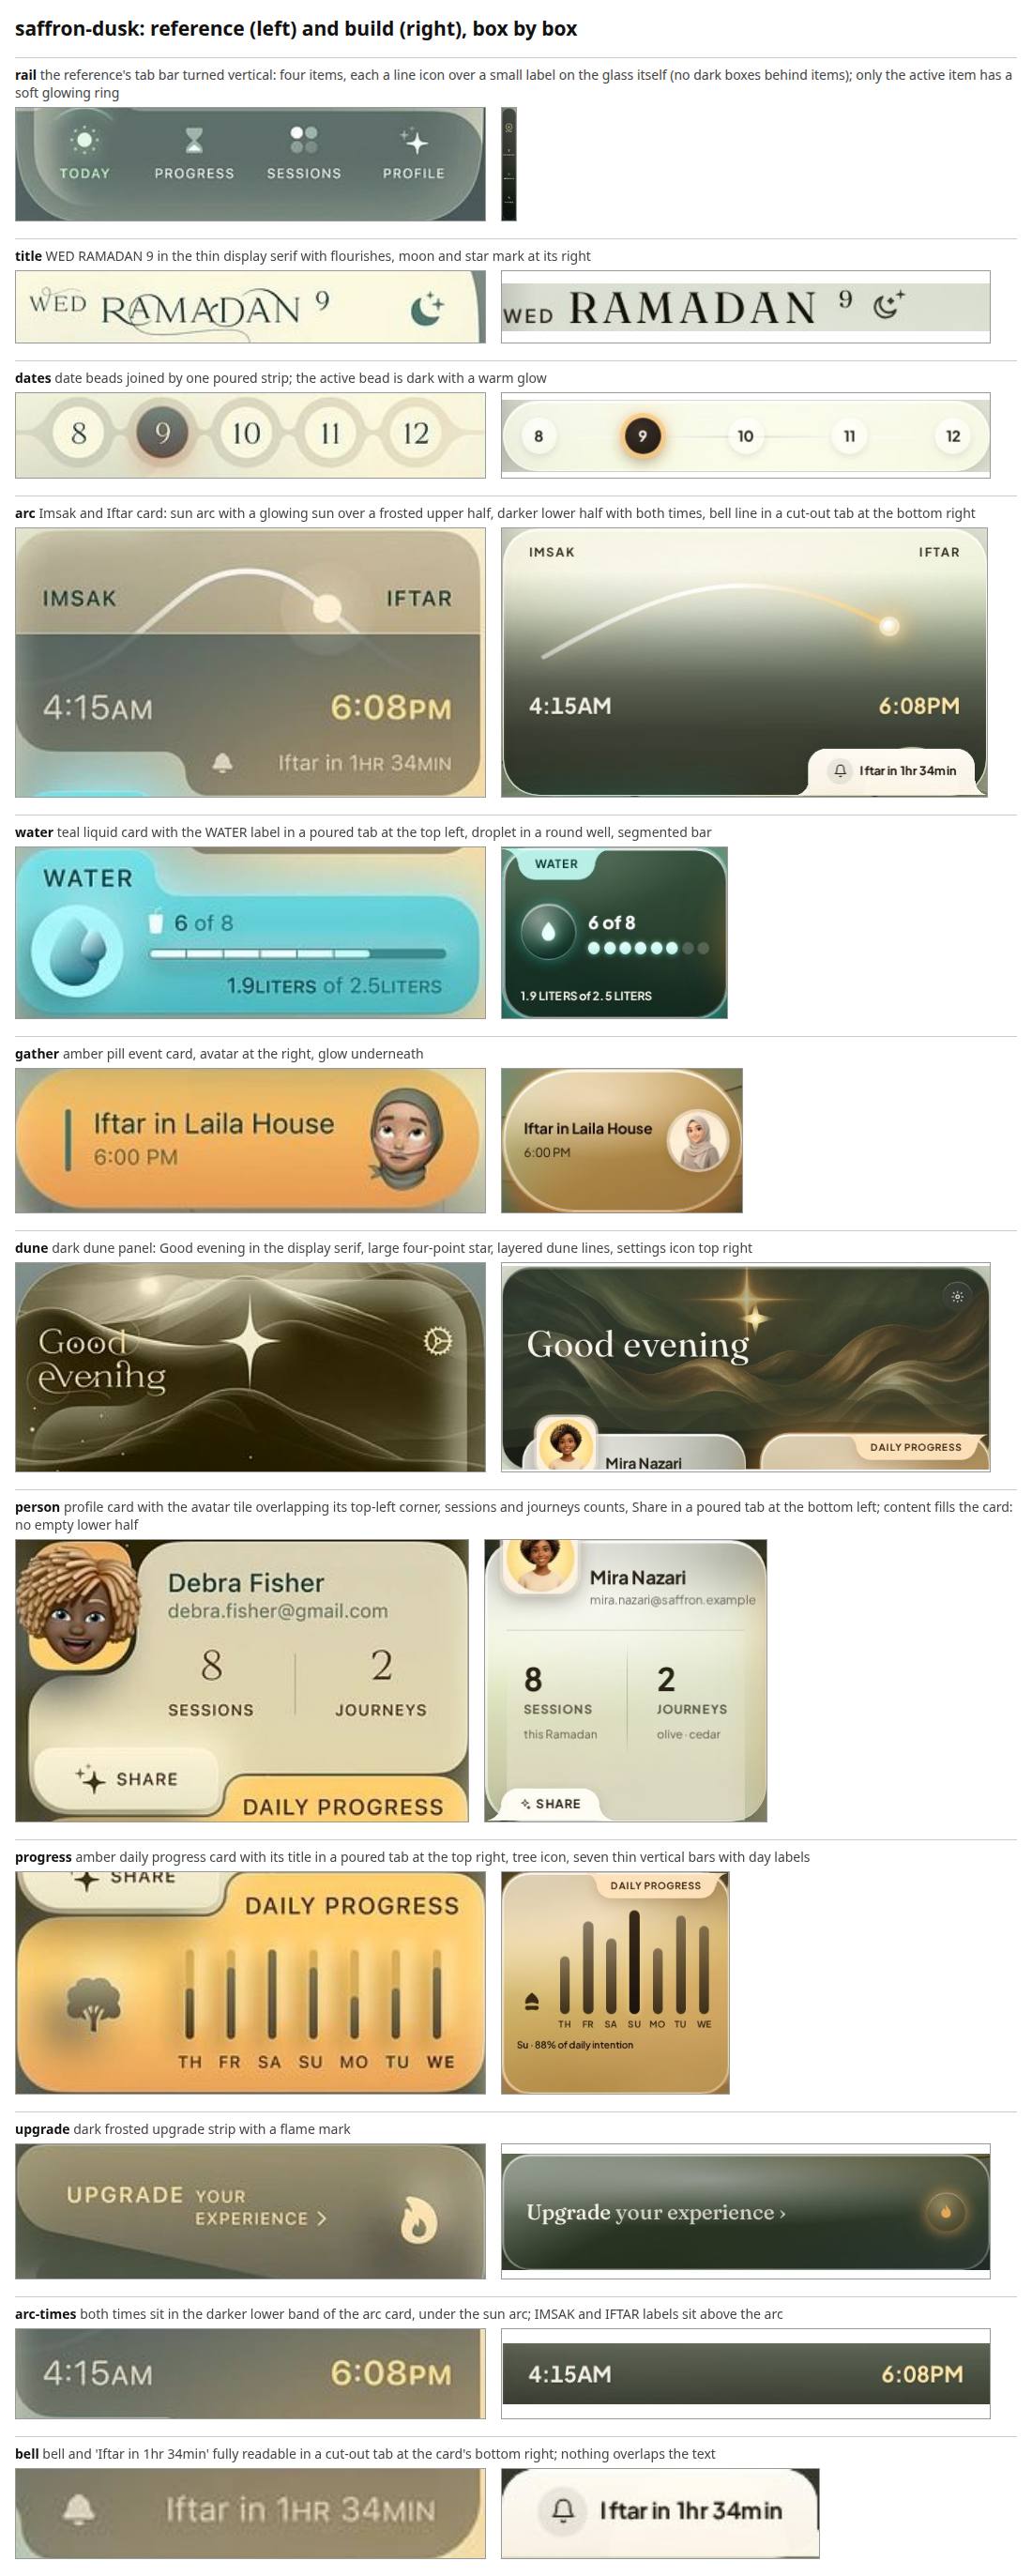 saffron-dusk: reference (left) and build (right), box by box
rail the reference's tab bar turned vertical: four items, each a line icon over a small label on the glass itself (no dark boxes behind items); only the active item has a
soft glowing ring
TODAY PROGRESS SESSIONS PROFILE
title WED RAMADAN 9 in the thin display serif with flourishes, moon and star mark at its right
WED RAMADAN 9
WED RAMADAN 9
dates date beads joined by one poured strip; the active bead is dark with a warm glow
8 9 10 11 12
8 9 10 11 12
arc Imsak and Iftar card: sun arc with a glowing sun over a frosted upper half, darker lower half with both times, bell line in a cut-out tab at the bottom right
IMSAK IFTAR
4:15AM 6:08PM
Iftar in 1HR 34MIN
IMSAK IFTAR
4:15AM 6:08PM
Iftar in 1hr 34min
water teal liquid card with the WATER label in a poured tab at the top left, droplet in a round well, segmented bar
WATER
6 of 8
1.9LITERS of 2.5LITERS
WATER
6 of 8
1.9 LITERS of 2.5 LITERS
gather amber pill event card, avatar at the right, glow underneath
Iftar in Laila House
6:00 PM
Iftar in Laila House
6:00 PM
dune dark dune panel: Good evening in the display serif, large four-point star, layered dune lines, settings icon top right
Good
evening
Good evening
Mira Nazari
DAILY PROGRESS
person profile card with the avatar tile overlapping its top-left corner, sessions and journeys counts, Share in a poured tab at the bottom left; content fills the card:
no empty lower half
Debra Fisher
debra.fisher@gmail.com
8 2
SESSIONS JOURNEYS
SHARE
DAILY PROGRESS
Mira Nazari
mira.nazari@saffron.example
8 2
SESSIONS JOURNEYS
this Ramadan olive · cedar
SHARE
progress amber daily progress card with its title in a poured tab at the top right, tree icon, seven thin vertical bars with day labels
SHARE
DAILY PROGRESS
TH FR SA SU MO TU WE
DAILY PROGRESS
TH FR SA SU MO TU WE
Su · 88% of daily intention
upgrade dark frosted upgrade strip with a flame mark
UPGRADE YOUR
EXPERIENCE >
Upgrade your experience ›
arc-times both times sit in the darker lower band of the arc card, under the sun arc; IMSAK and IFTAR labels sit above the arc
4:15AM 6:08PM
4:15AM 6:08PM
bell bell and 'Iftar in 1hr 34min' fully readable in a cut-out tab at the card's bottom right; nothing overlaps the text
Iftar in 1HR 34MIN
Iftar in 1hr 34min